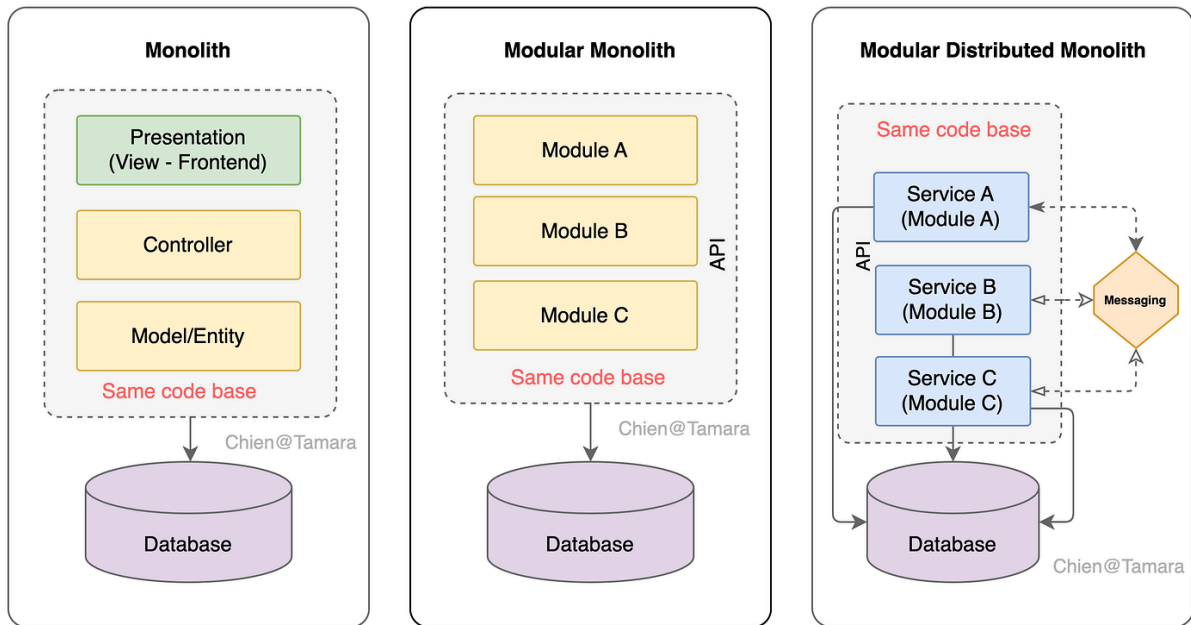 Monolith
Presentation
(View - Frontend)
Controller
Model/Entity
Same code base
Chien@Tamara
Database
Modular Monolith
Module A
Module B
API
Module C
Same code base
Chien@Tamara
Database
Modular Distributed Monolith
Same code base
Service A
(Module A)
API
Service B
(Module B)
Messaging
Service C
(Module C)
Database
Chien@Tamara